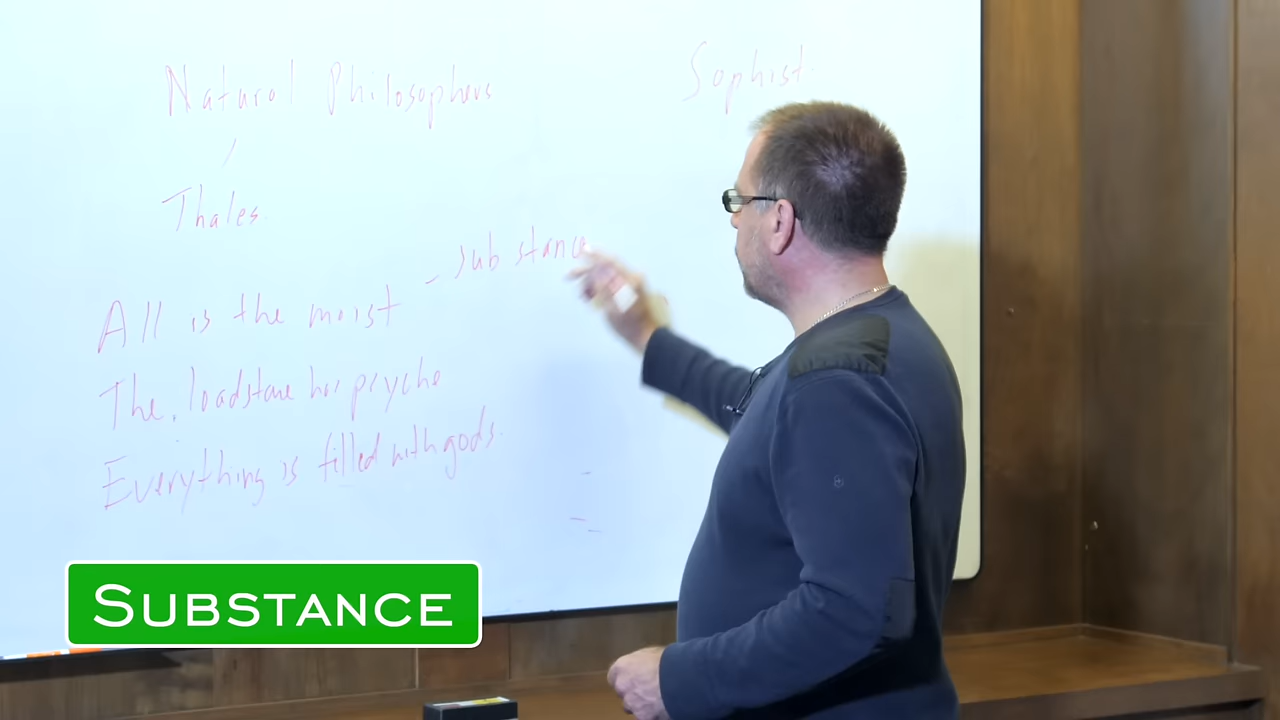 Natural Philosophers
Sophist.
Thales.
- substance
All is the moist
The loadstone has psyche
Everything is filled with gods.
SUBSTANCE